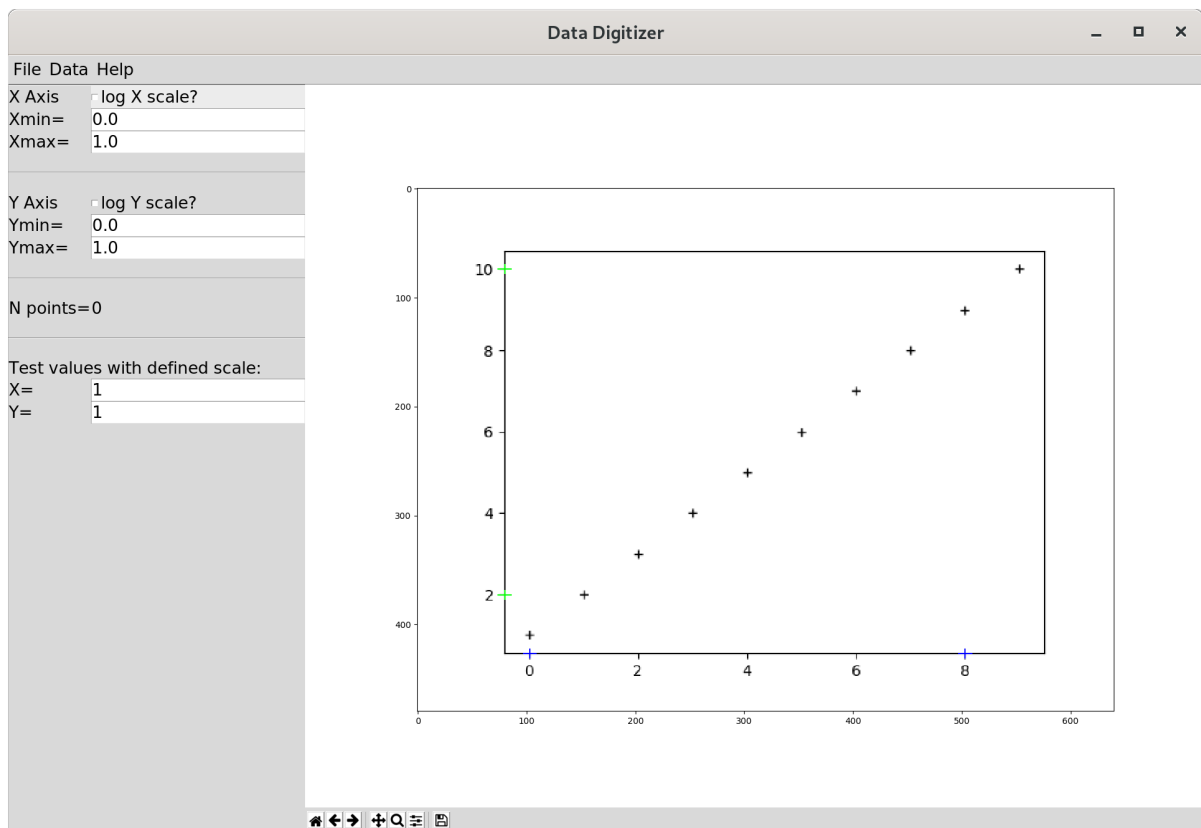 Data Digitizer
File Data Help
X Axis log X scale?
Xmin= 0.0
Xmax= 1.0
Y Axis log Y scale?
Ymin= 0.0
Ymax= 1.0
N points=0
Test values with defined scale:
X= 1
Y= 1
0
100
200
300
400
10
8
6
4
2
0 2 4 6 8
0 100 200 300 400 500 600